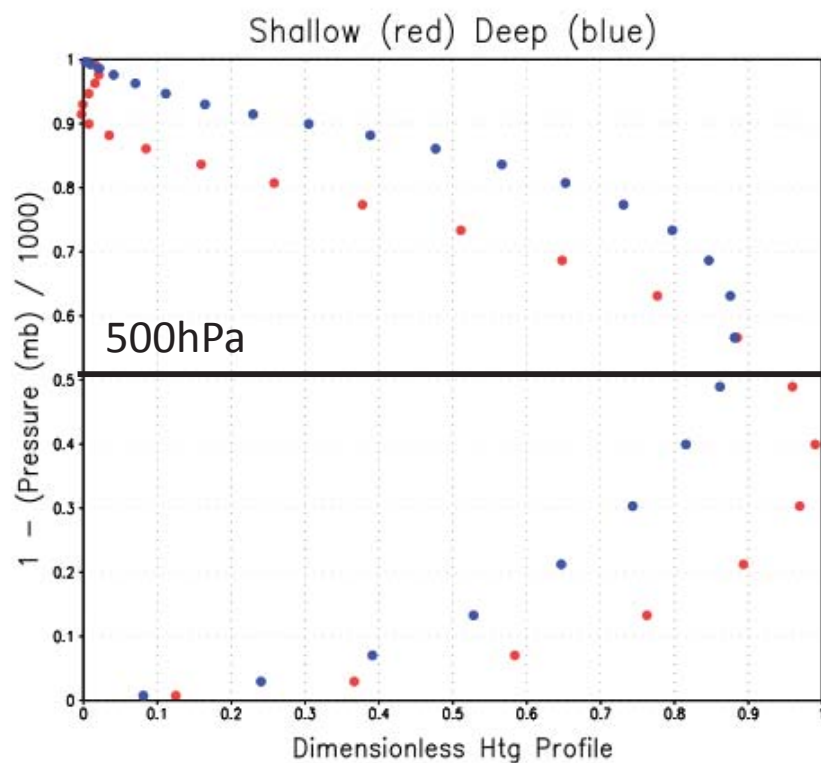 Shallow (red) Deep (blue)
1 − (Pressure (mb) / 1000)
1
0.9
0.8
0.7
0.6
500hPa
0.5
0.4
0.3
0.2
0.1
0
0 0.1 0.2 0.3 0.4 0.5 0.6 0.7 0.8 0.9 1
Dimensionless Htg Profile